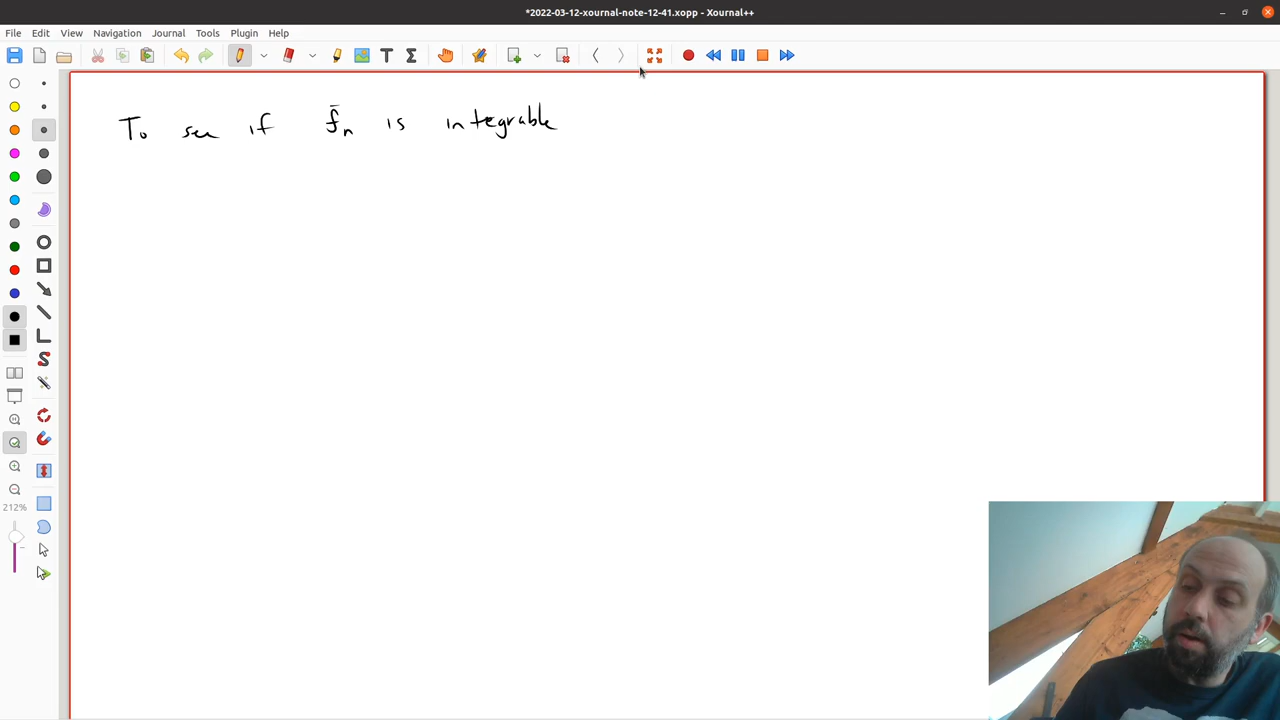 *2022-03-12-xournal-note-12-41.xopp - Xournal++
File Edit View Navigation Journal Tools Plugin Help
To see if f̄ₙ is integrable
212%